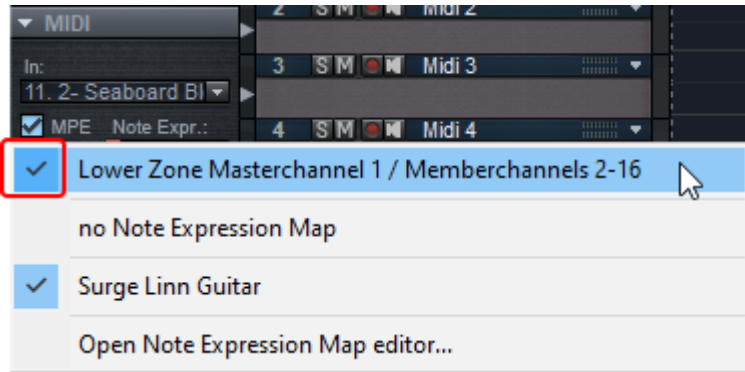 MIDI
2 S M Midi 2
In:
3 S M Midi 3
11. 2- Seaboard Bl
MPE Note Expr.:
4 S M Midi 4
Lower Zone Masterchannel 1 / Memberchannels 2-16
no Note Expression Map
Surge Linn Guitar
Open Note Expression Map editor...